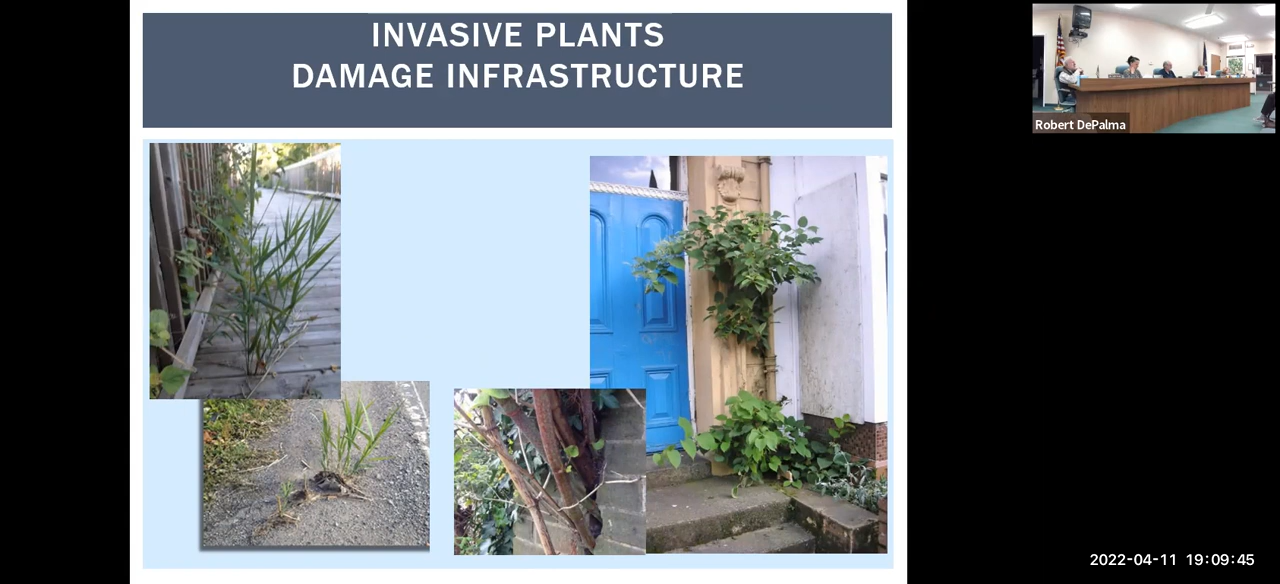 INVASIVE PLANTS
DAMAGE INFRASTRUCTURE
Robert DePalma
2022-04-11 19:09:45